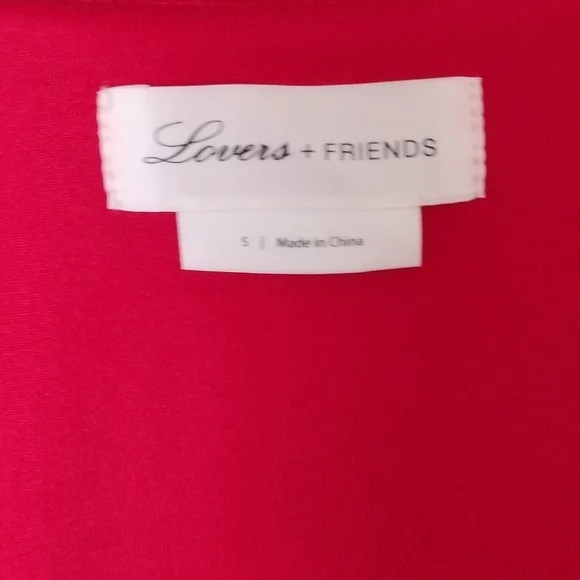 Lovers + FRIENDS
S | Made in China